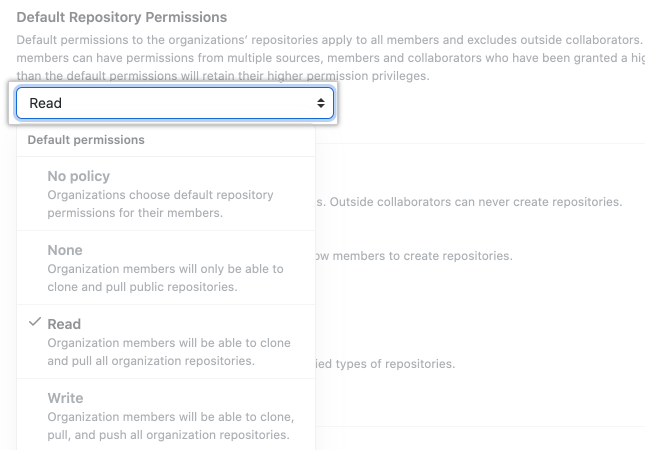 Default Repository Permissions
Default permissions to the organizations' repositories apply to all members and excludes outside collaborators.
members can have permissions from multiple sources, members and collaborators who have been granted a hig
than the default permissions will retain their higher permission privileges.
Read
Default permissions
No policy
Organizations choose default repository
permissions for their members.
s. Outside collaborators can never create repositories.
None
Organization members will only be able to
clone and pull public repositories.
ow members to create repositories.
Read
Organization members will be able to clone
and pull all organization repositories.
ied types of repositories.
Write
Organization members will be able to clone,
pull, and push all organization repositories.